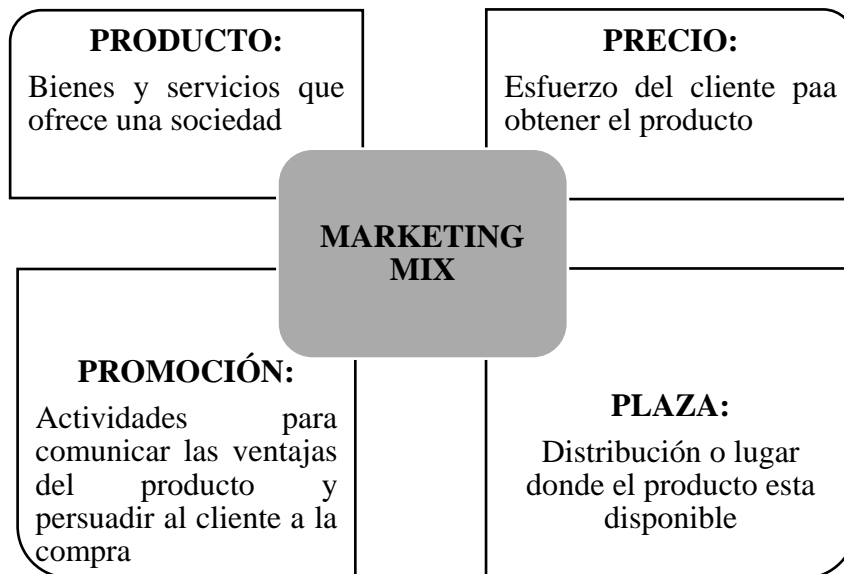 PRODUCTO:
Bienes y servicios que
ofrece una sociedad
PRECIO:
Esfuerzo del cliente paa
obtener el producto
MARKETING
MIX
PROMOCIÓN:
Actividades para
comunicar las ventajas
del producto y
persuadir al cliente a la
compra
PLAZA:
Distribución o lugar
donde el producto esta
disponible